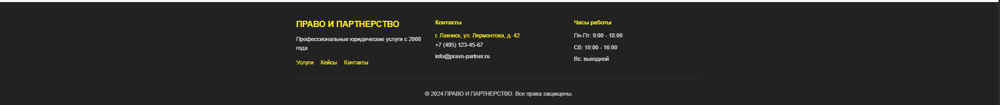 ПРАВО И ПАРТНЕРСТВО
Профессиональные юридические услуги с 2008
года
Услуги Кейсы Контакты
Контакты
г. Лакниск, ул. Лермонтова, д. 42
+7 (495) 123-45-67
info@pravo-partner.ru
Часы работы
Пн-Пт: 9:00 - 18:00
Сб: 10:00 - 16:00
Вс: выходной
© 2024 ПРАВО И ПАРТНЕРСТВО. Все права защищены.